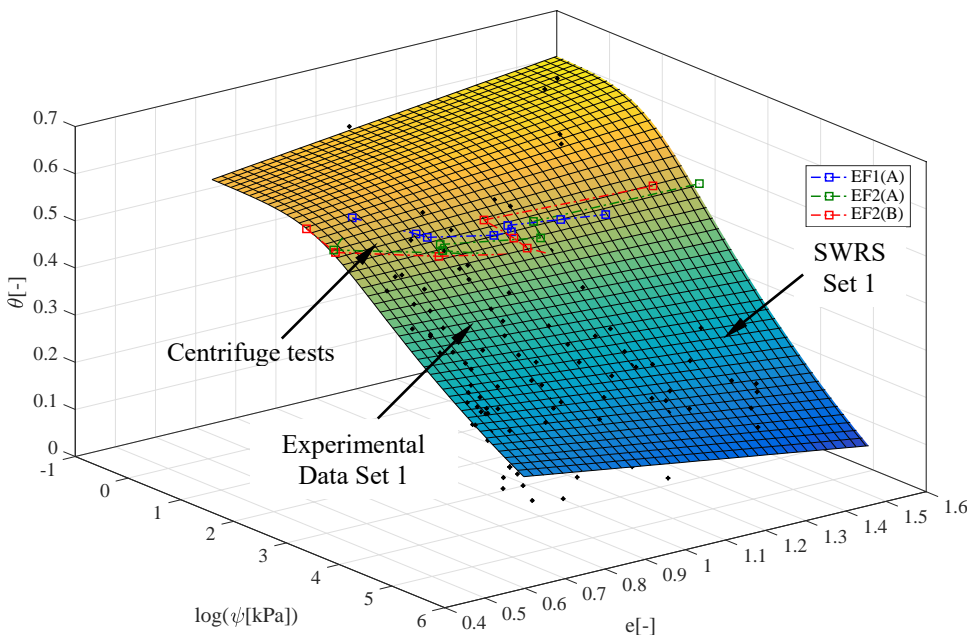 0.7
0.6
0.5
0.4
0.3
0.2
0.1
0
θ[-]
-1
0
1
2
3
4
5
6
log(ψ[kPa])
0.4
0.5
0.6
0.7
0.8
0.9
1
1.1
1.2
1.3
1.4
1.5
1.6
e[-]
EF1(A)
EF2(A)
EF2(B)
SWRS
Set 1
Centrifuge tests
Experimental
Data Set 1